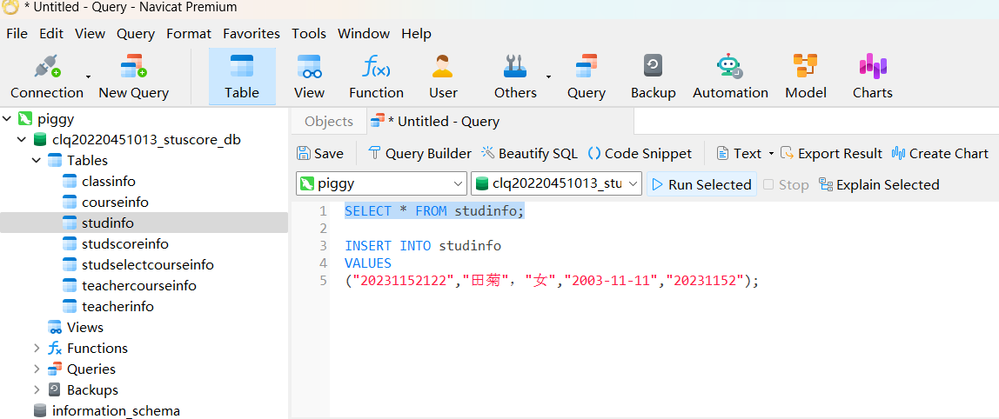 * Untitled - Query - Navicat Premium
File Edit View Query Format Favorites Tools Window Help
Connection New Query Table View Function User Others Query Backup Automation Model Charts
piggy
clq20220451013_stuscore_db
Tables
classinfo
courseinfo
studinfo
studscoreinfo
studselectcourseinfo
teachercourseinfo
teacherinfo
Views
Functions
Queries
Backups
information_schema
Objects * Untitled - Query
Save Query Builder Beautify SQL Code Snippet Text Export Result Create Chart
piggy clq20220451013_stu Run Selected Stop Explain Selected
1 SELECT * FROM studinfo;
2
3 INSERT INTO studinfo
4 VALUES
5 ("20231152122","田菊"，"女","2003-11-11","20231152");